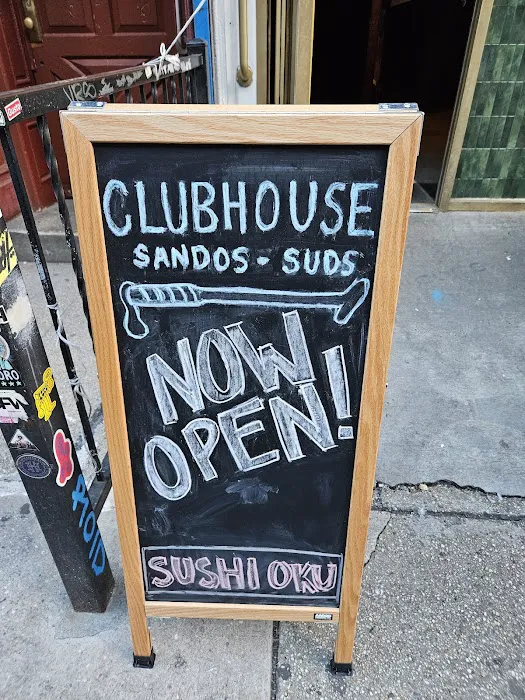 CLUBHOUSE
SANDOS - SUDS
NOW
OPEN!
SUSHI OKU